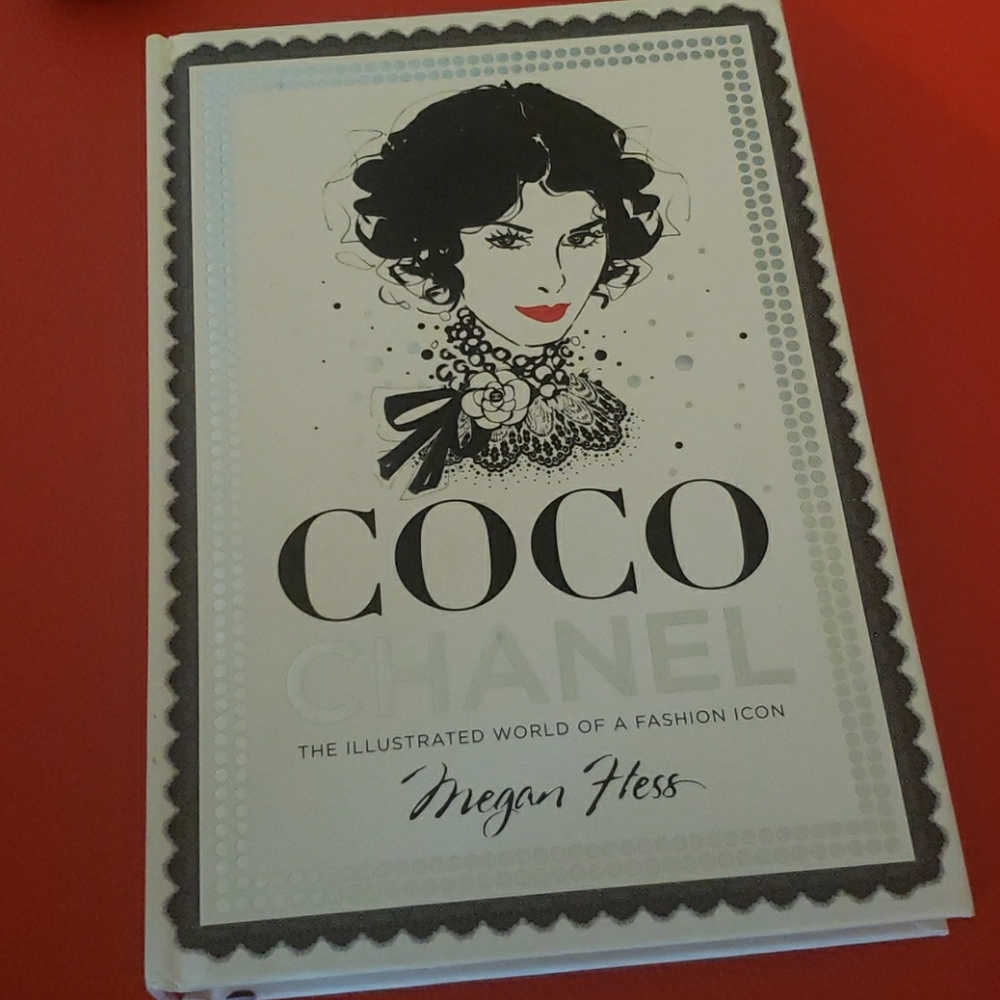 COCO
CHANEL
THE ILLUSTRATED WORLD OF A FASHION ICON
Megan Hess